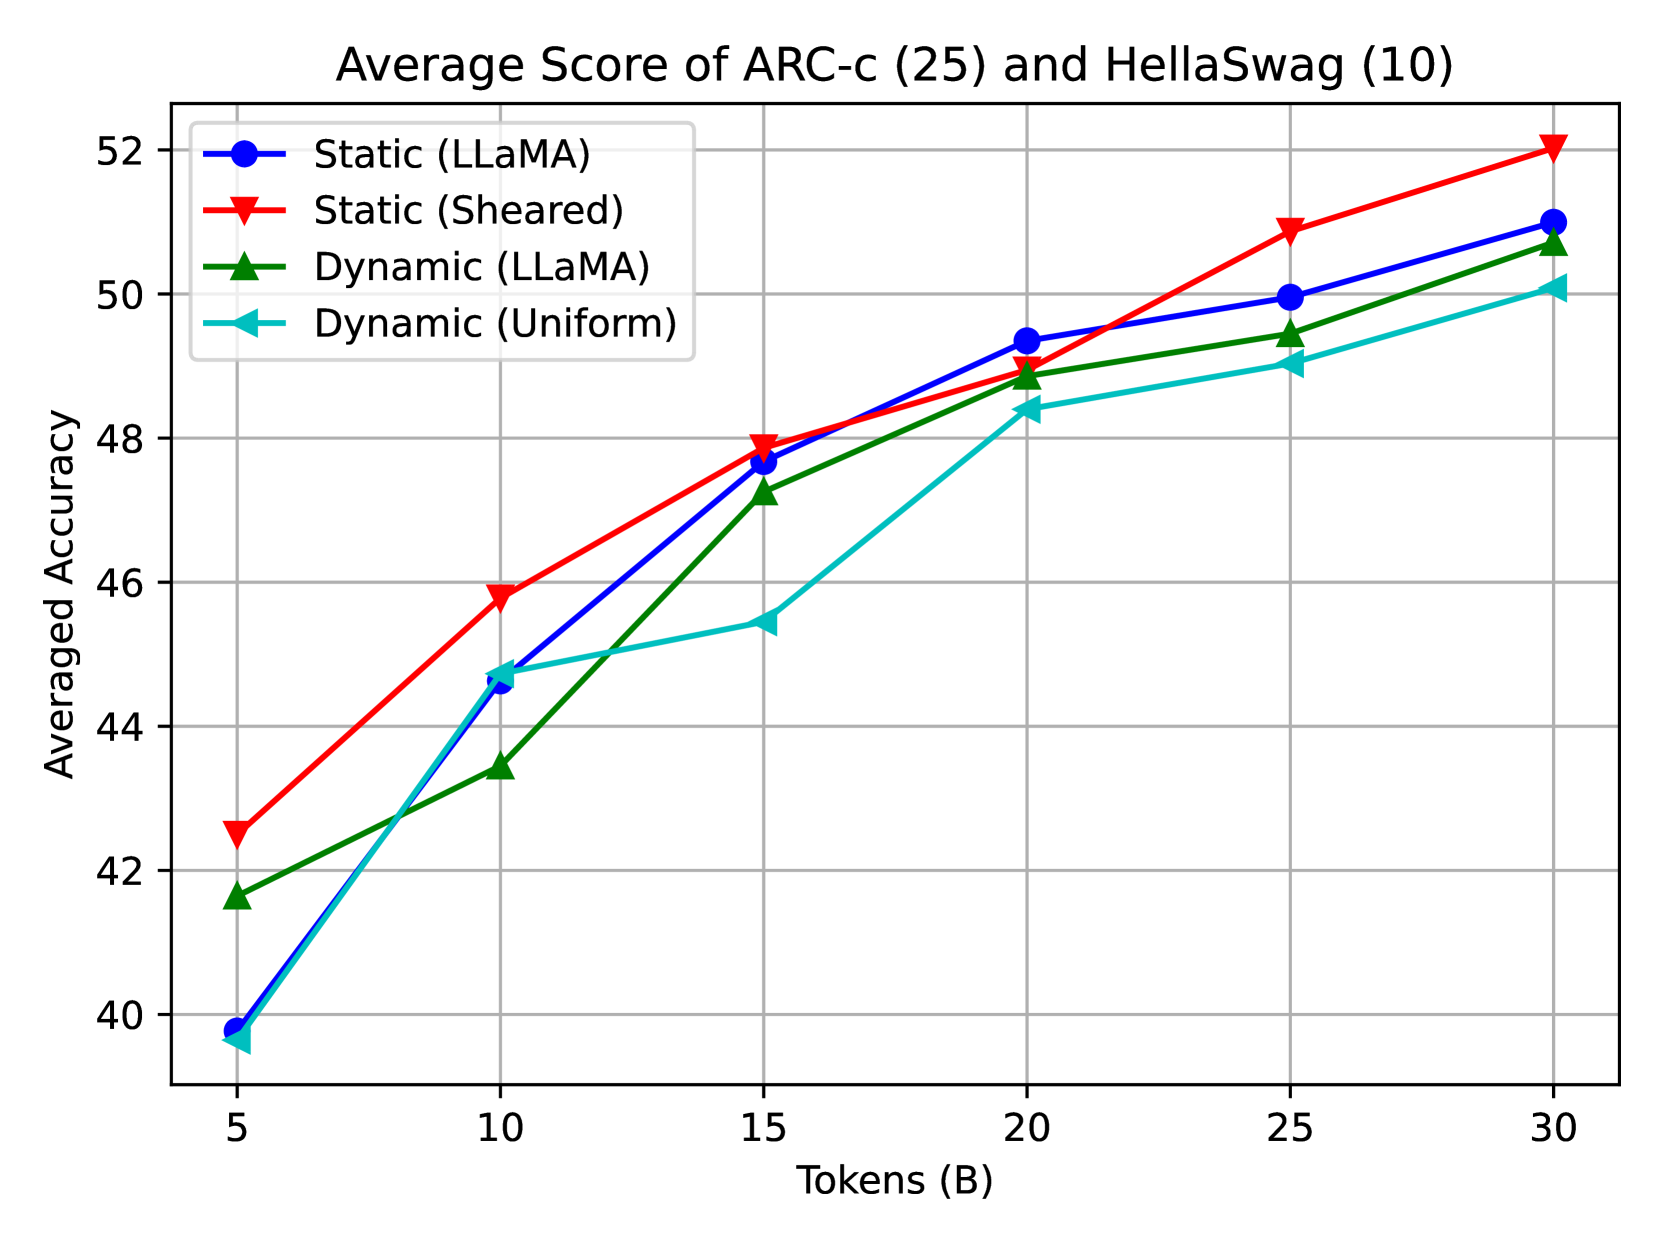 Average Score of ARC-c (25) and HellaSwag (10)
Static (LLaMA)
Static (Sheared)
Dynamic (LLaMA)
Dynamic (Uniform)
Averaged Accuracy
52
50
48
46
44
42
40
5 10 15 20 25 30
Tokens (B)